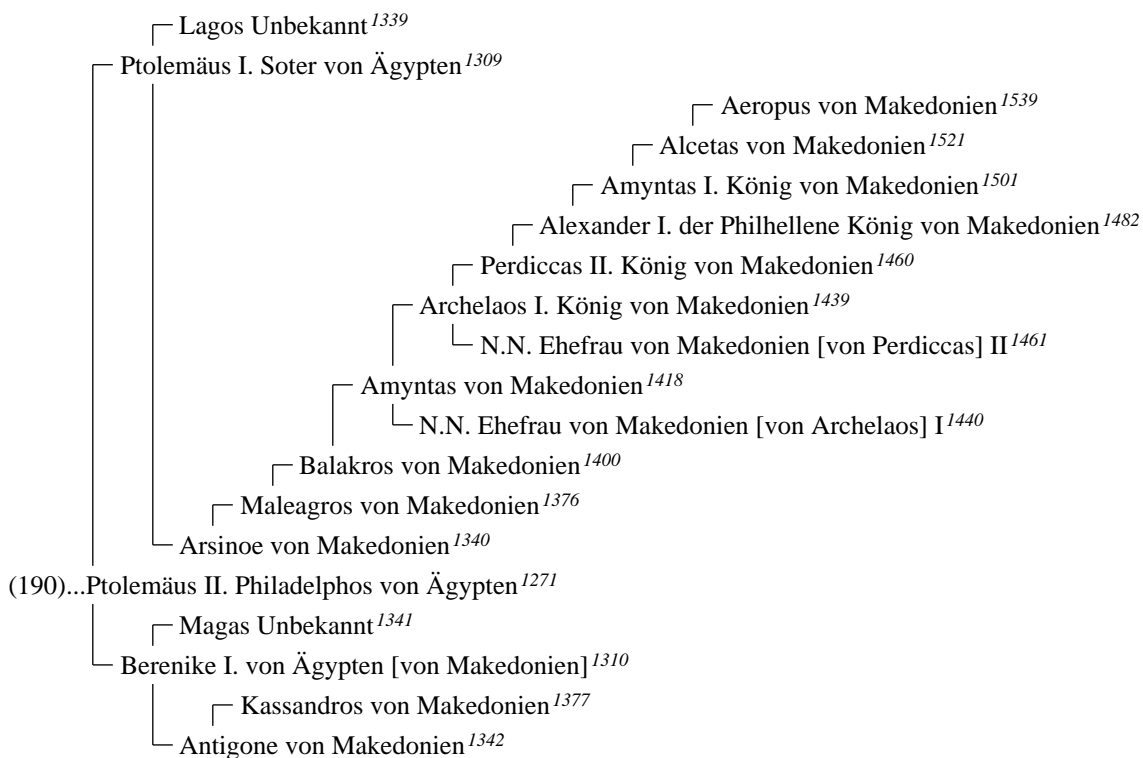 Lagos Unbekannt 1339
Ptolemäus I. Soter von Ägypten 1309
Aeropus von Makedonien 1539
Alcetas von Makedonien 1521
Amyntas I. König von Makedonien 1501
Alexander I. der Philhellene König von Makedonien 1482
Perdiccas II. König von Makedonien 1460
Archelaos I. König von Makedonien 1439
N.N. Ehefrau von Makedonien [von Perdiccas] II 1461
Amyntas von Makedonien 1418
N.N. Ehefrau von Makedonien [von Archelaos] I 1440
Balakros von Makedonien 1400
Maleagros von Makedonien 1376
Arsinoe von Makedonien 1340
(190)...Ptolemäus II. Philadelphos von Ägypten 1271
Magas Unbekannt 1341
Berenike I. von Ägypten [von Makedonien] 1310
Kassandros von Makedonien 1377
Antigone von Makedonien 1342